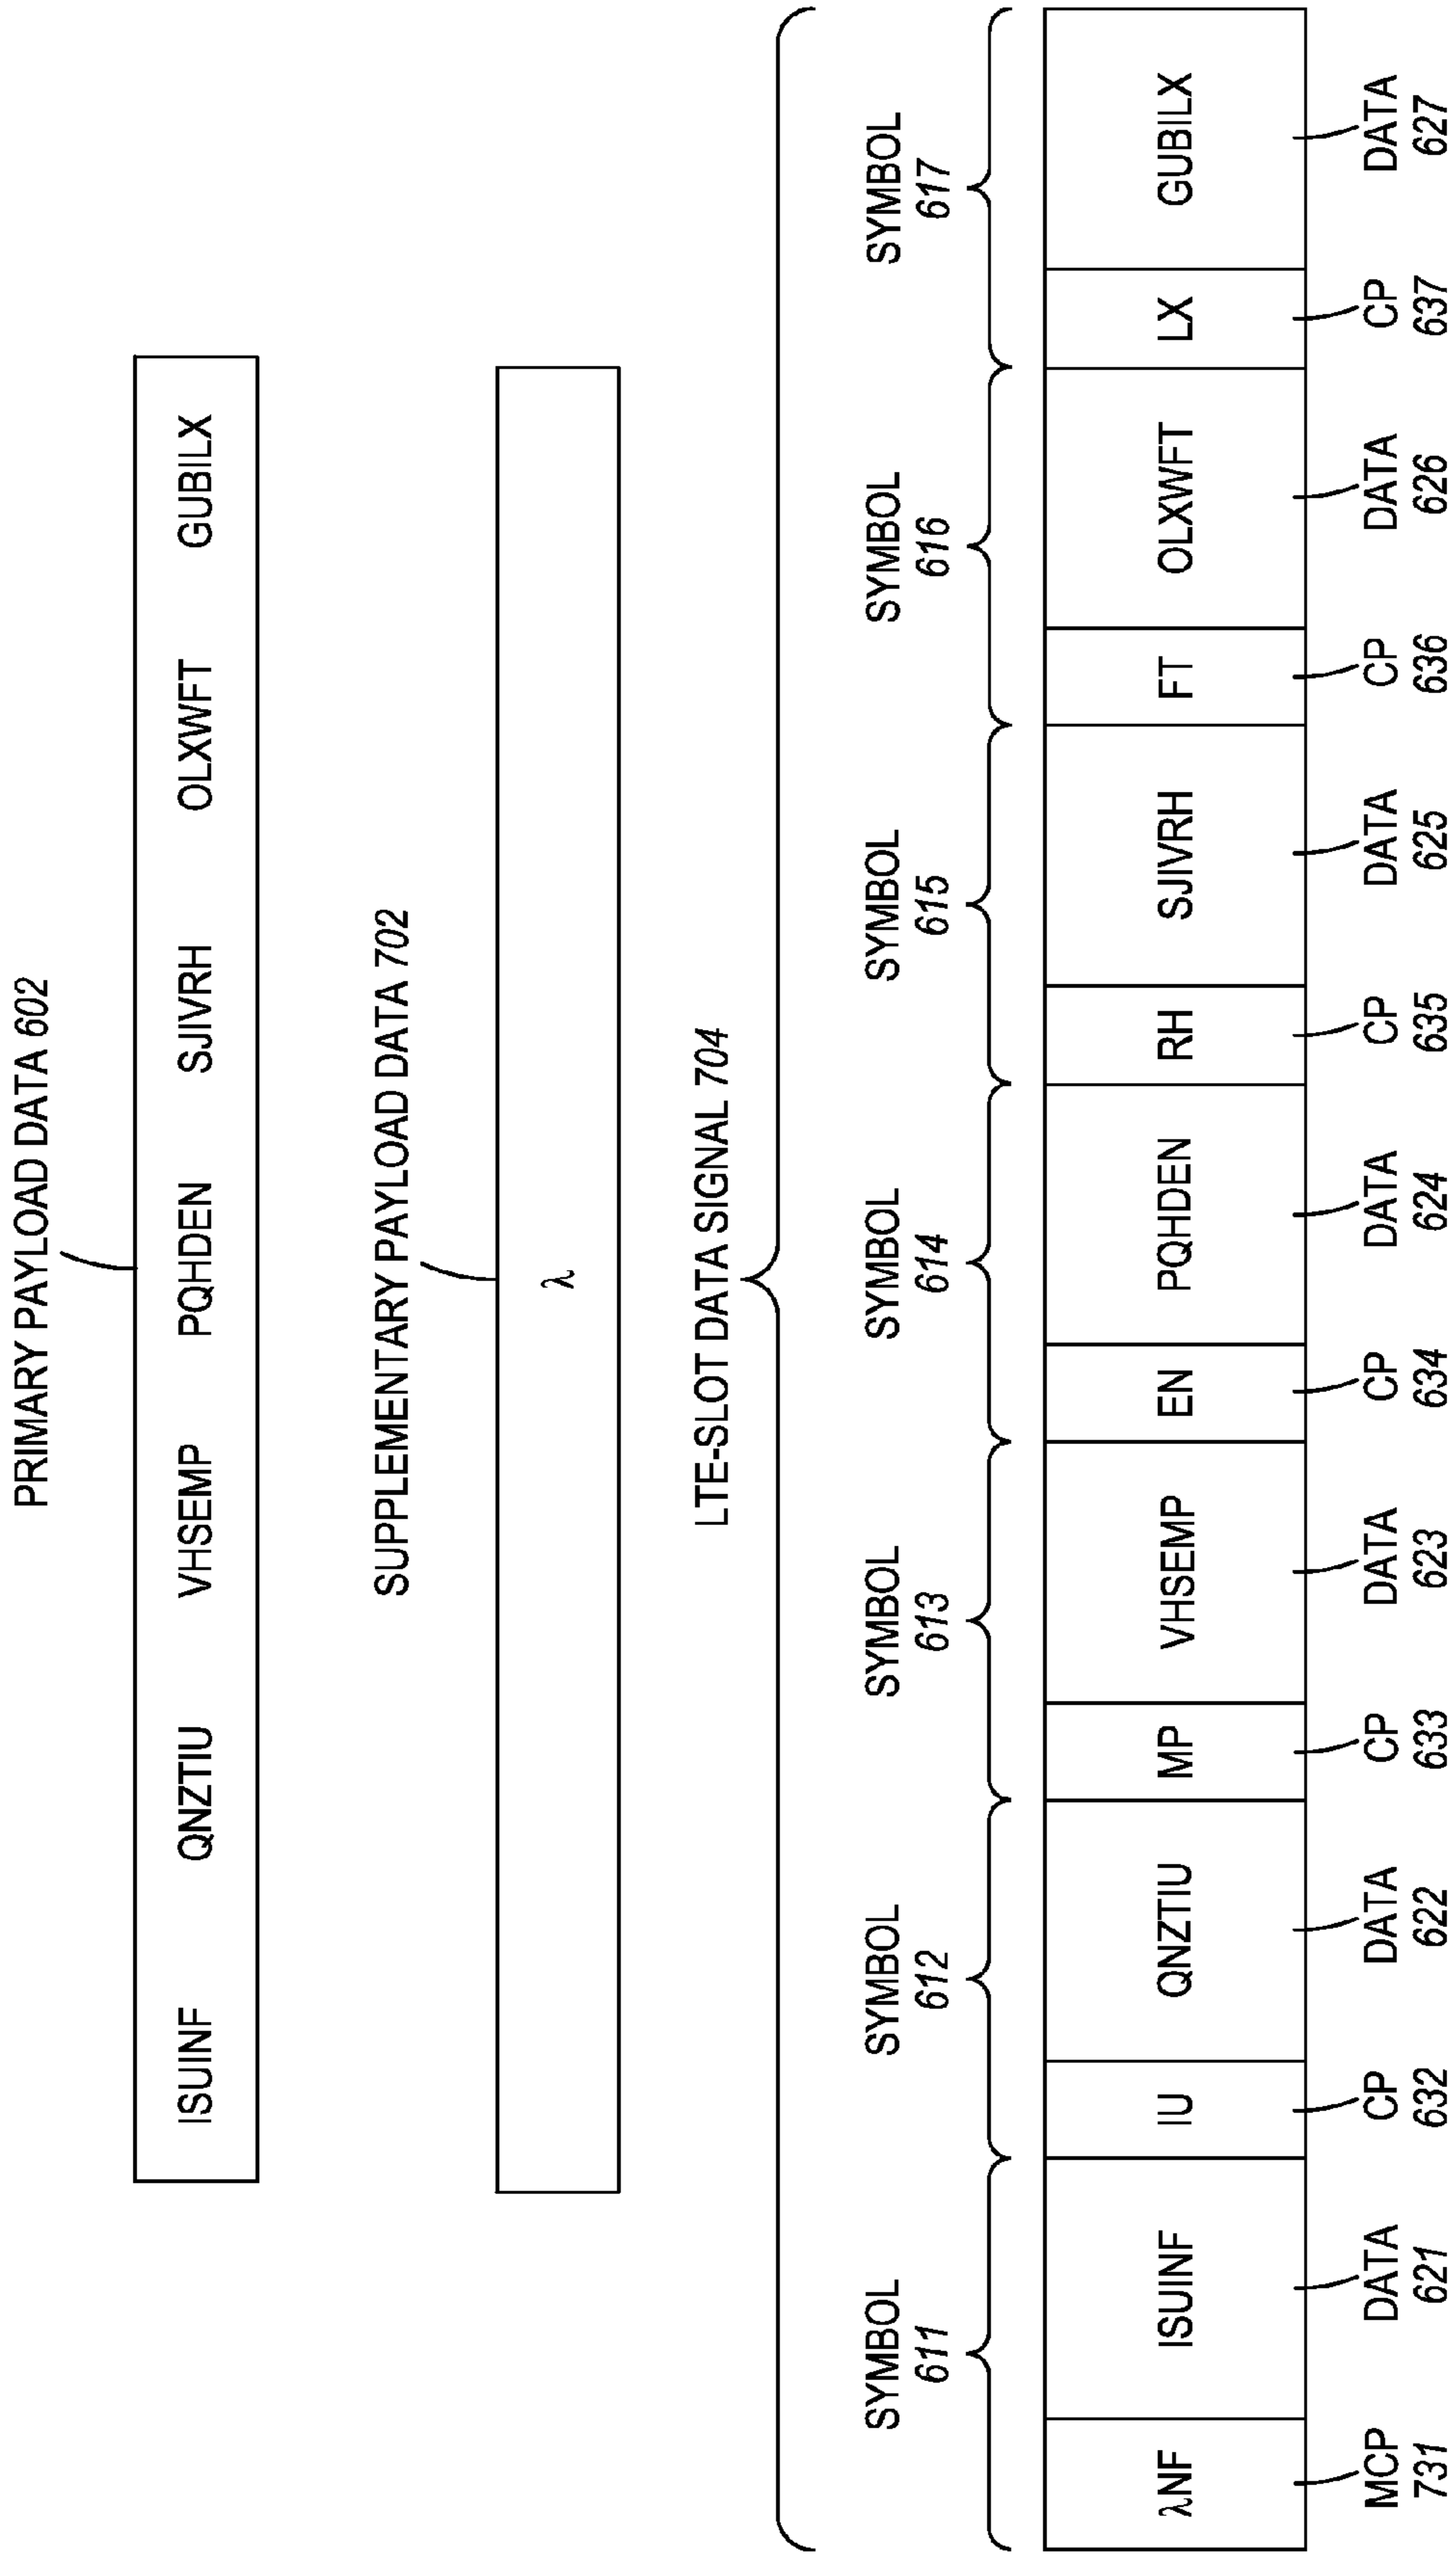 PRIMARY PAYLOAD DATA 602
ISUINF QNZTIU VHSEMP PQHDEN SJIVRH OLXWFT GUBILX
SUPPLEMENTARY PAYLOAD DATA 702
λ
LTE-SLOT DATA SIGNAL 704
SYMBOL SYMBOL SYMBOL SYMBOL SYMBOL SYMBOL SYMBOL
611 612 613 614 615 616 617
λNF ISUINF IU QNZTIU MP VHSEMP EN PQHDEN RH SJIVRH FT OLXWFT LX GUBILX
MCP DATA CP DATA CP DATA CP DATA CP DATA CP DATA CP DATA
731 621 632 622 633 623 634 624 635 625 636 626 637 627